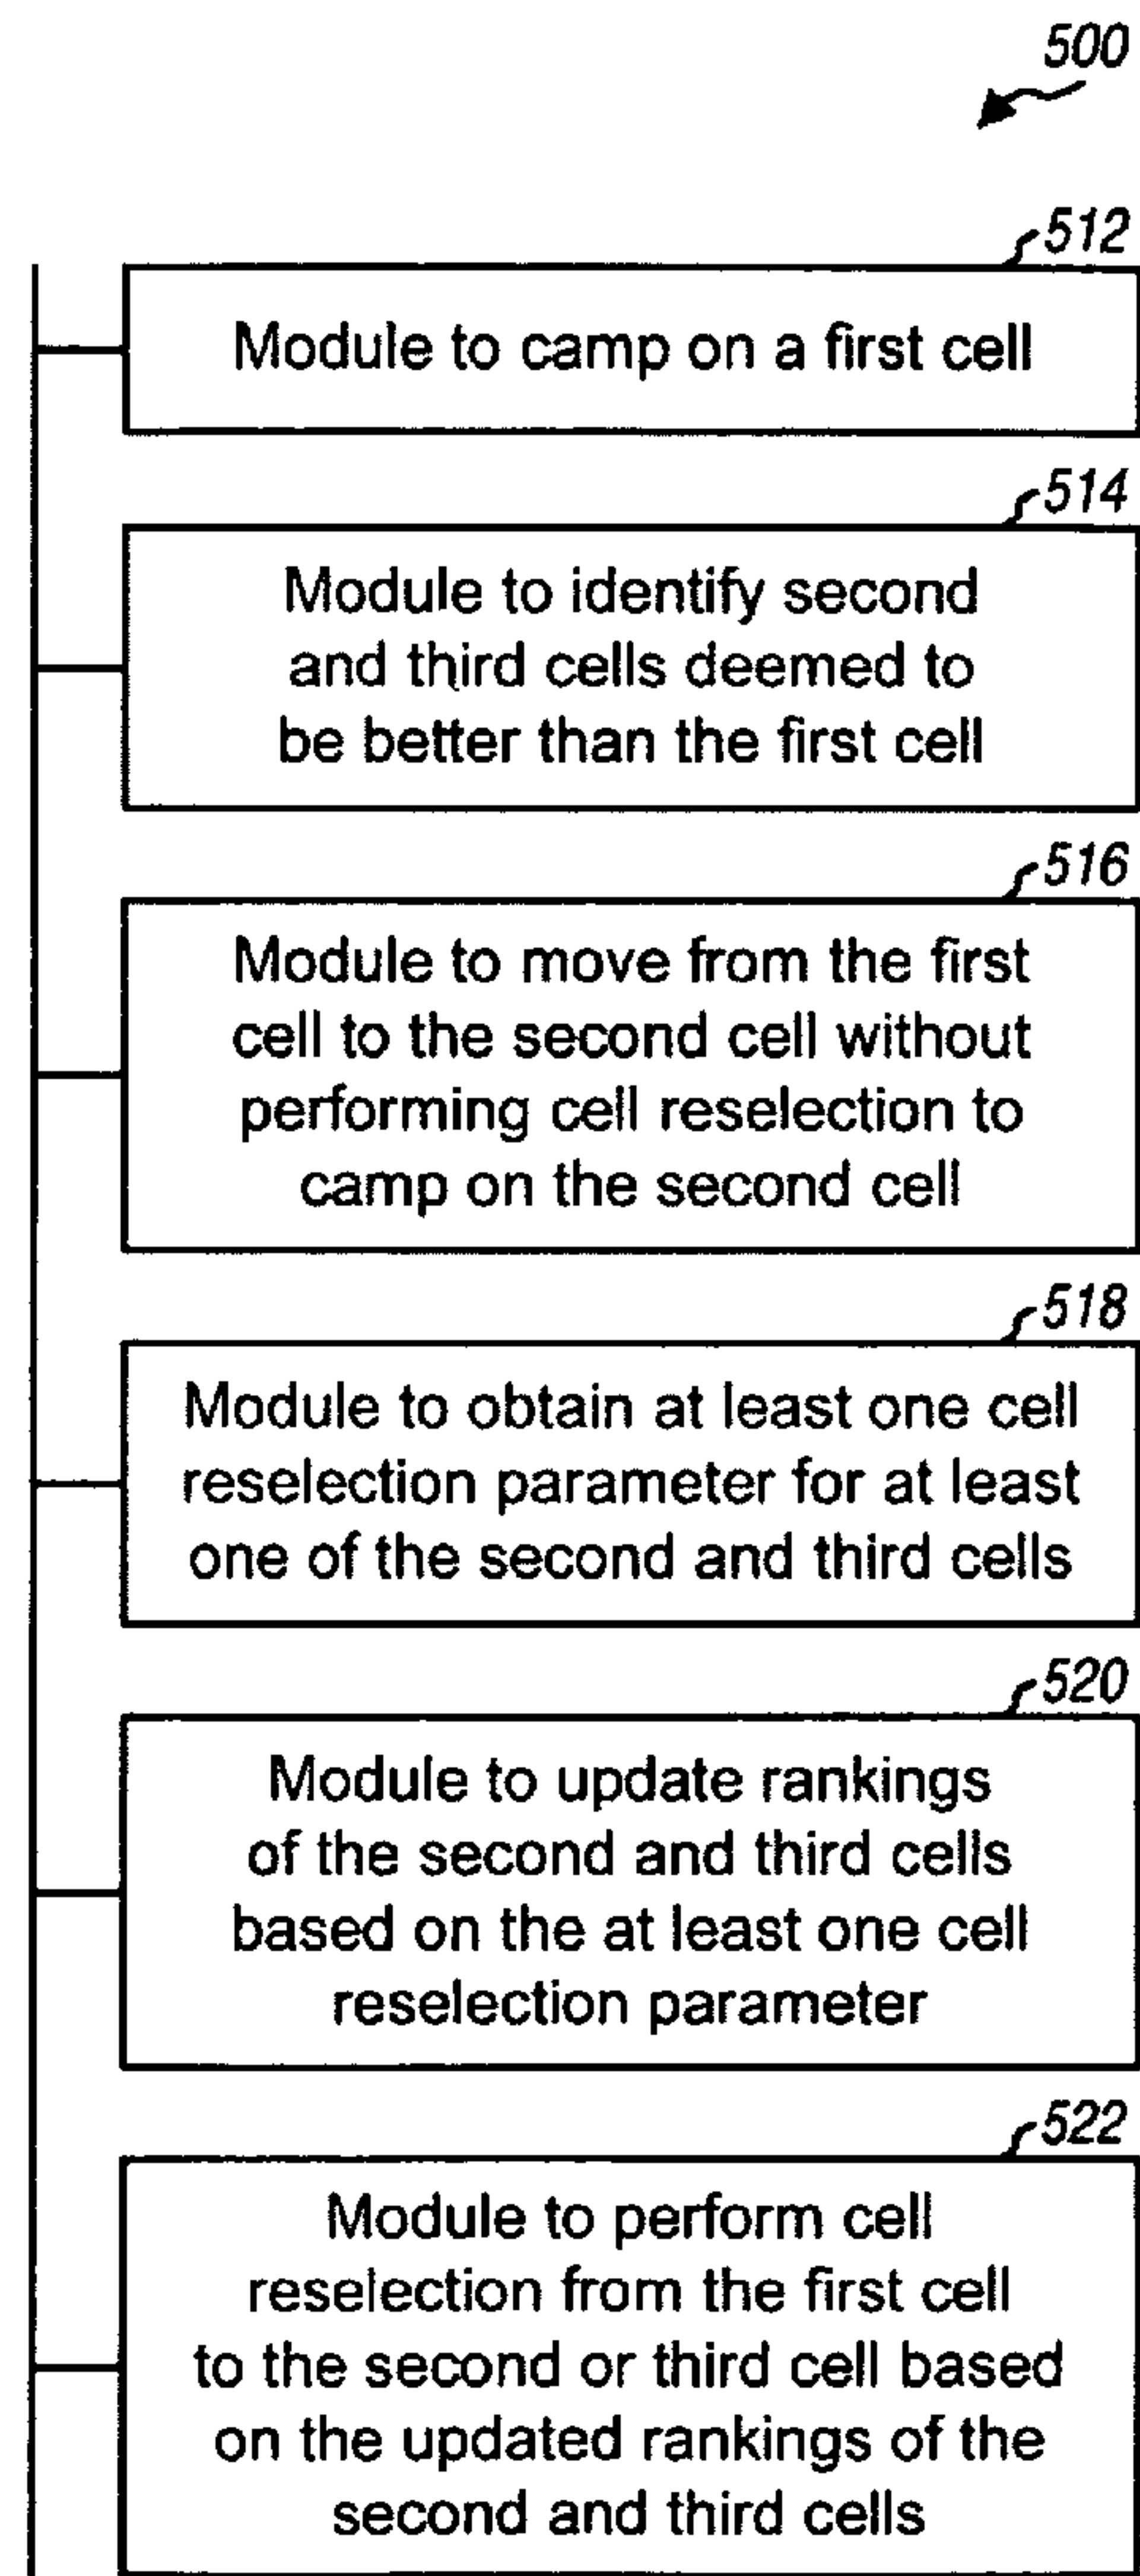 500
512
Module to camp on a first cell
514
Module to identify second
and third cells deemed to
be better than the first cell
516
Module to move from the first
cell to the second cell without
performing cell reselection to
camp on the second cell
518
Module to obtain at least one cell
reselection parameter for at least
one of the second and third cells
520
Module to update rankings
of the second and third cells
based on the at least one cell
reselection parameter
522
Module to perform cell
reselection from the first cell
to the second or third cell based
on the updated rankings of the
second and third cells